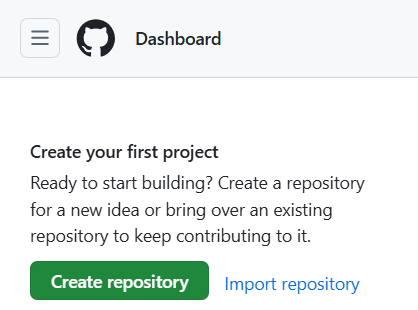 Dashboard
Create your first project
Ready to start building? Create a repository
for a new idea or bring over an existing
repository to keep contributing to it.
Create repository
Import repository